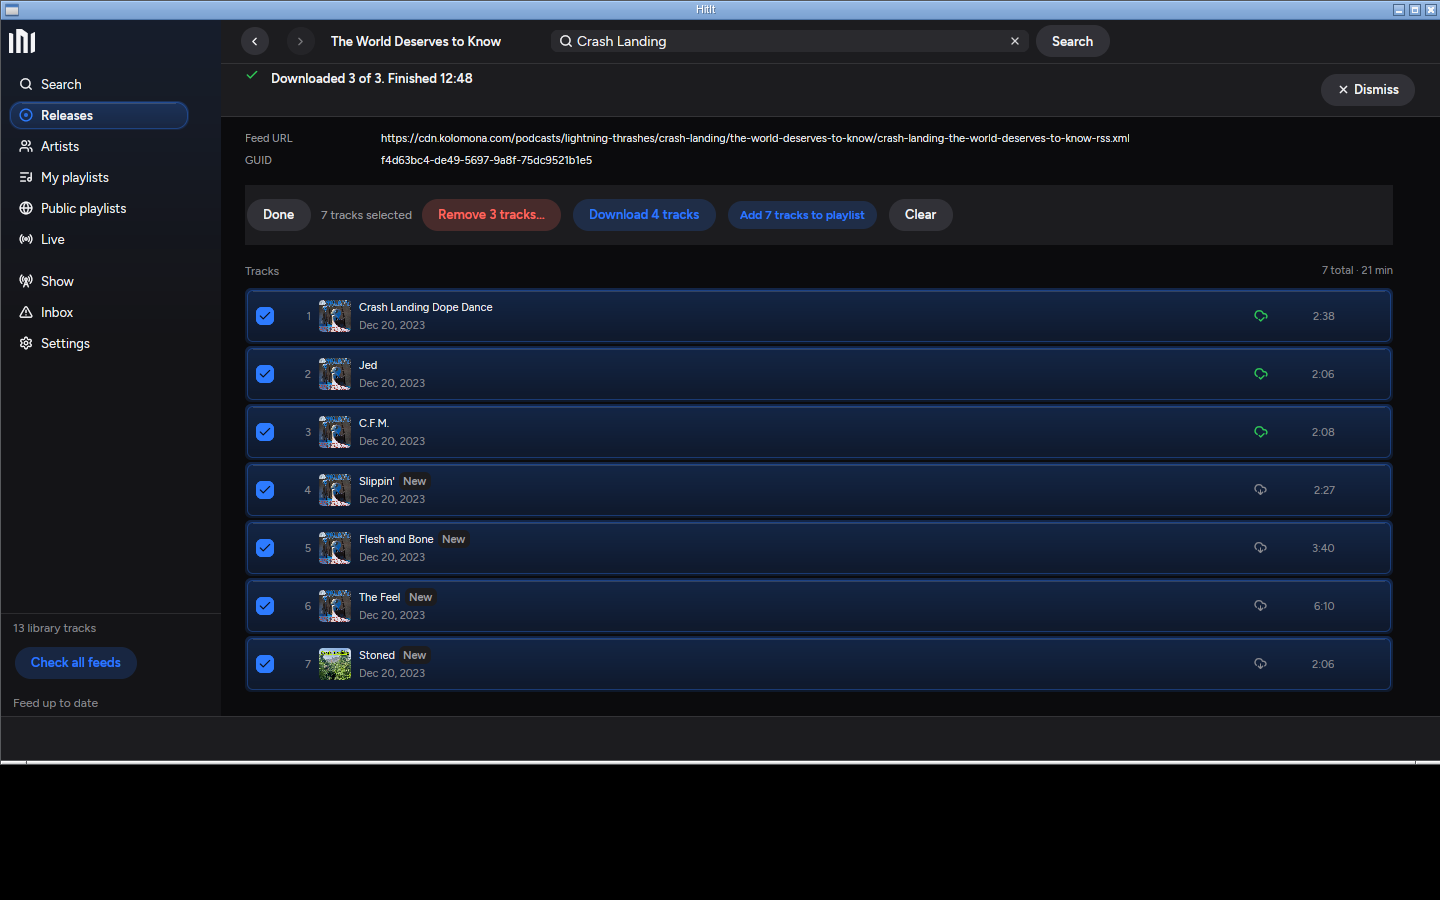 HitIt
The World Deserves to Know
Crash Landing
Search
Search
Downloaded 3 of 3. Finished 12:48
Dismiss
Releases
Artists
My playlists
Public playlists
Live
Show
Inbox
Settings
13 library tracks
Check all feeds
Feed up to date
Feed URL
https://cdn.kolomona.com/podcasts/lightning-thrashes/crash-landing/the-world-deserves-to-know/crash-landing-the-world-deserves-to-know-rss.xml
GUID
f4d63bc4-de49-5697-9a8f-75dc9521b1e5
Done 7 tracks selected Remove 3 tracks... Download 4 tracks Add 7 tracks to playlist Clear
Tracks 7 total · 21 min
1 Crash Landing Dope Dance 2:38
Dec 20, 2023
2 Jed 2:06
Dec 20, 2023
3 C.F.M. 2:08
Dec 20, 2023
4 Slippin' New 2:27
Dec 20, 2023
5 Flesh and Bone New 3:40
Dec 20, 2023
6 The Feel New 6:10
Dec 20, 2023
7 Stoned New 2:06
Dec 20, 2023